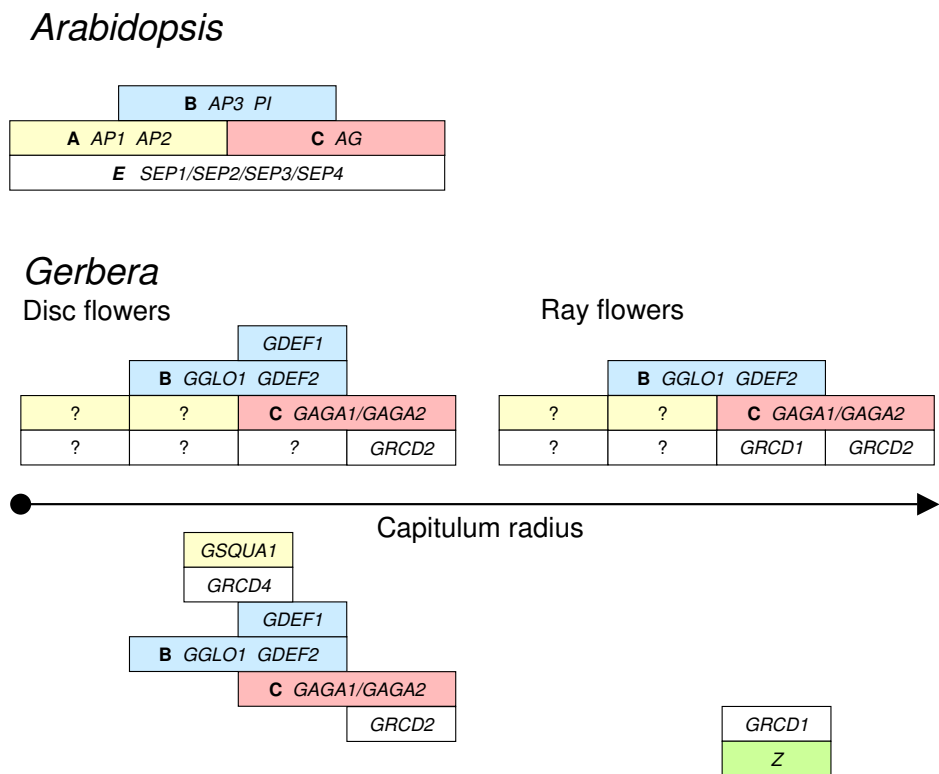 Arabidopsis
B AP3 PI
A AP1 AP2 C AG
E SEP1/SEP2/SEP3/SEP4
Gerbera
Disc flowers Ray flowers
GDEF1
B GGLO1 GDEF2 B GGLO1 GDEF2
? ? C GAGA1/GAGA2 ? ? C GAGA1/GAGA2
? ? ? GRCD2 ? ? GRCD1 GRCD2
Capitulum radius
GSQUA1
GRCD4
GDEF1
B GGLO1 GDEF2
C GAGA1/GAGA2
GRCD2 GRCD1
Z